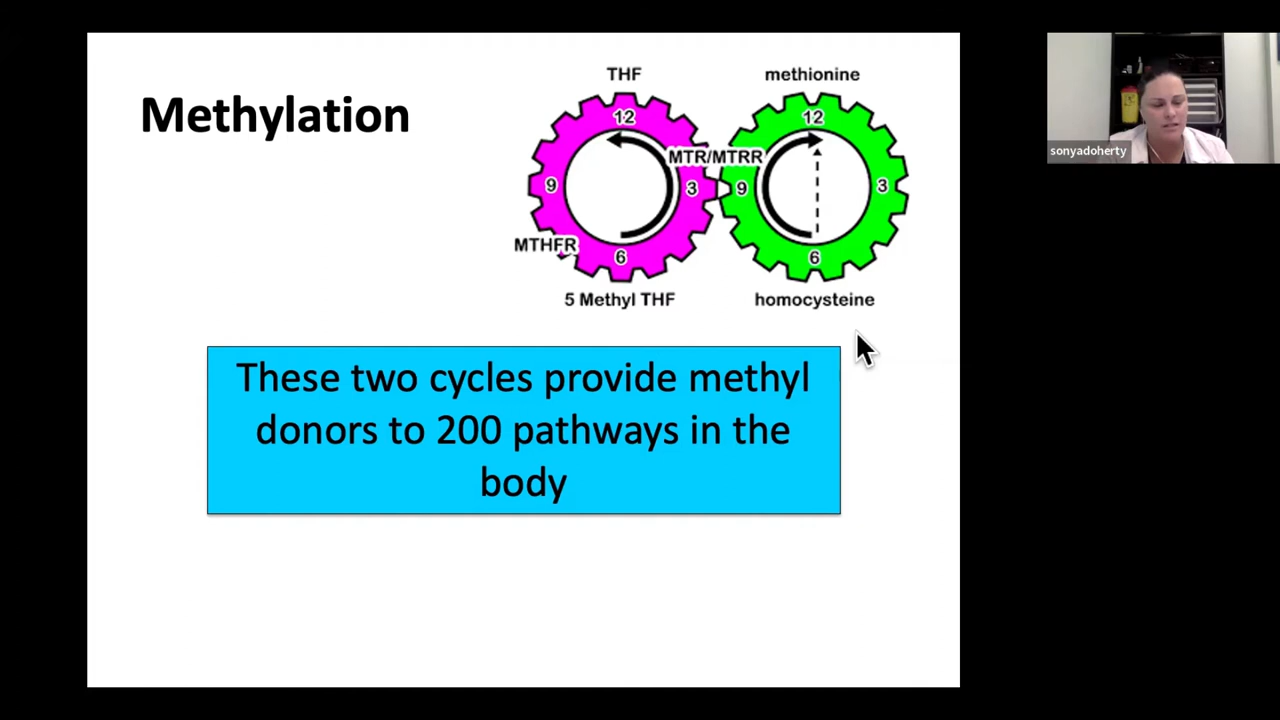 Methylation
THF
methionine
12
12
MTR/MTRR
9
3
9
3
MTHFR
6
6
5 Methyl THF
homocysteine
These two cycles provide methyl
donors to 200 pathways in the
body
sonyadoherty